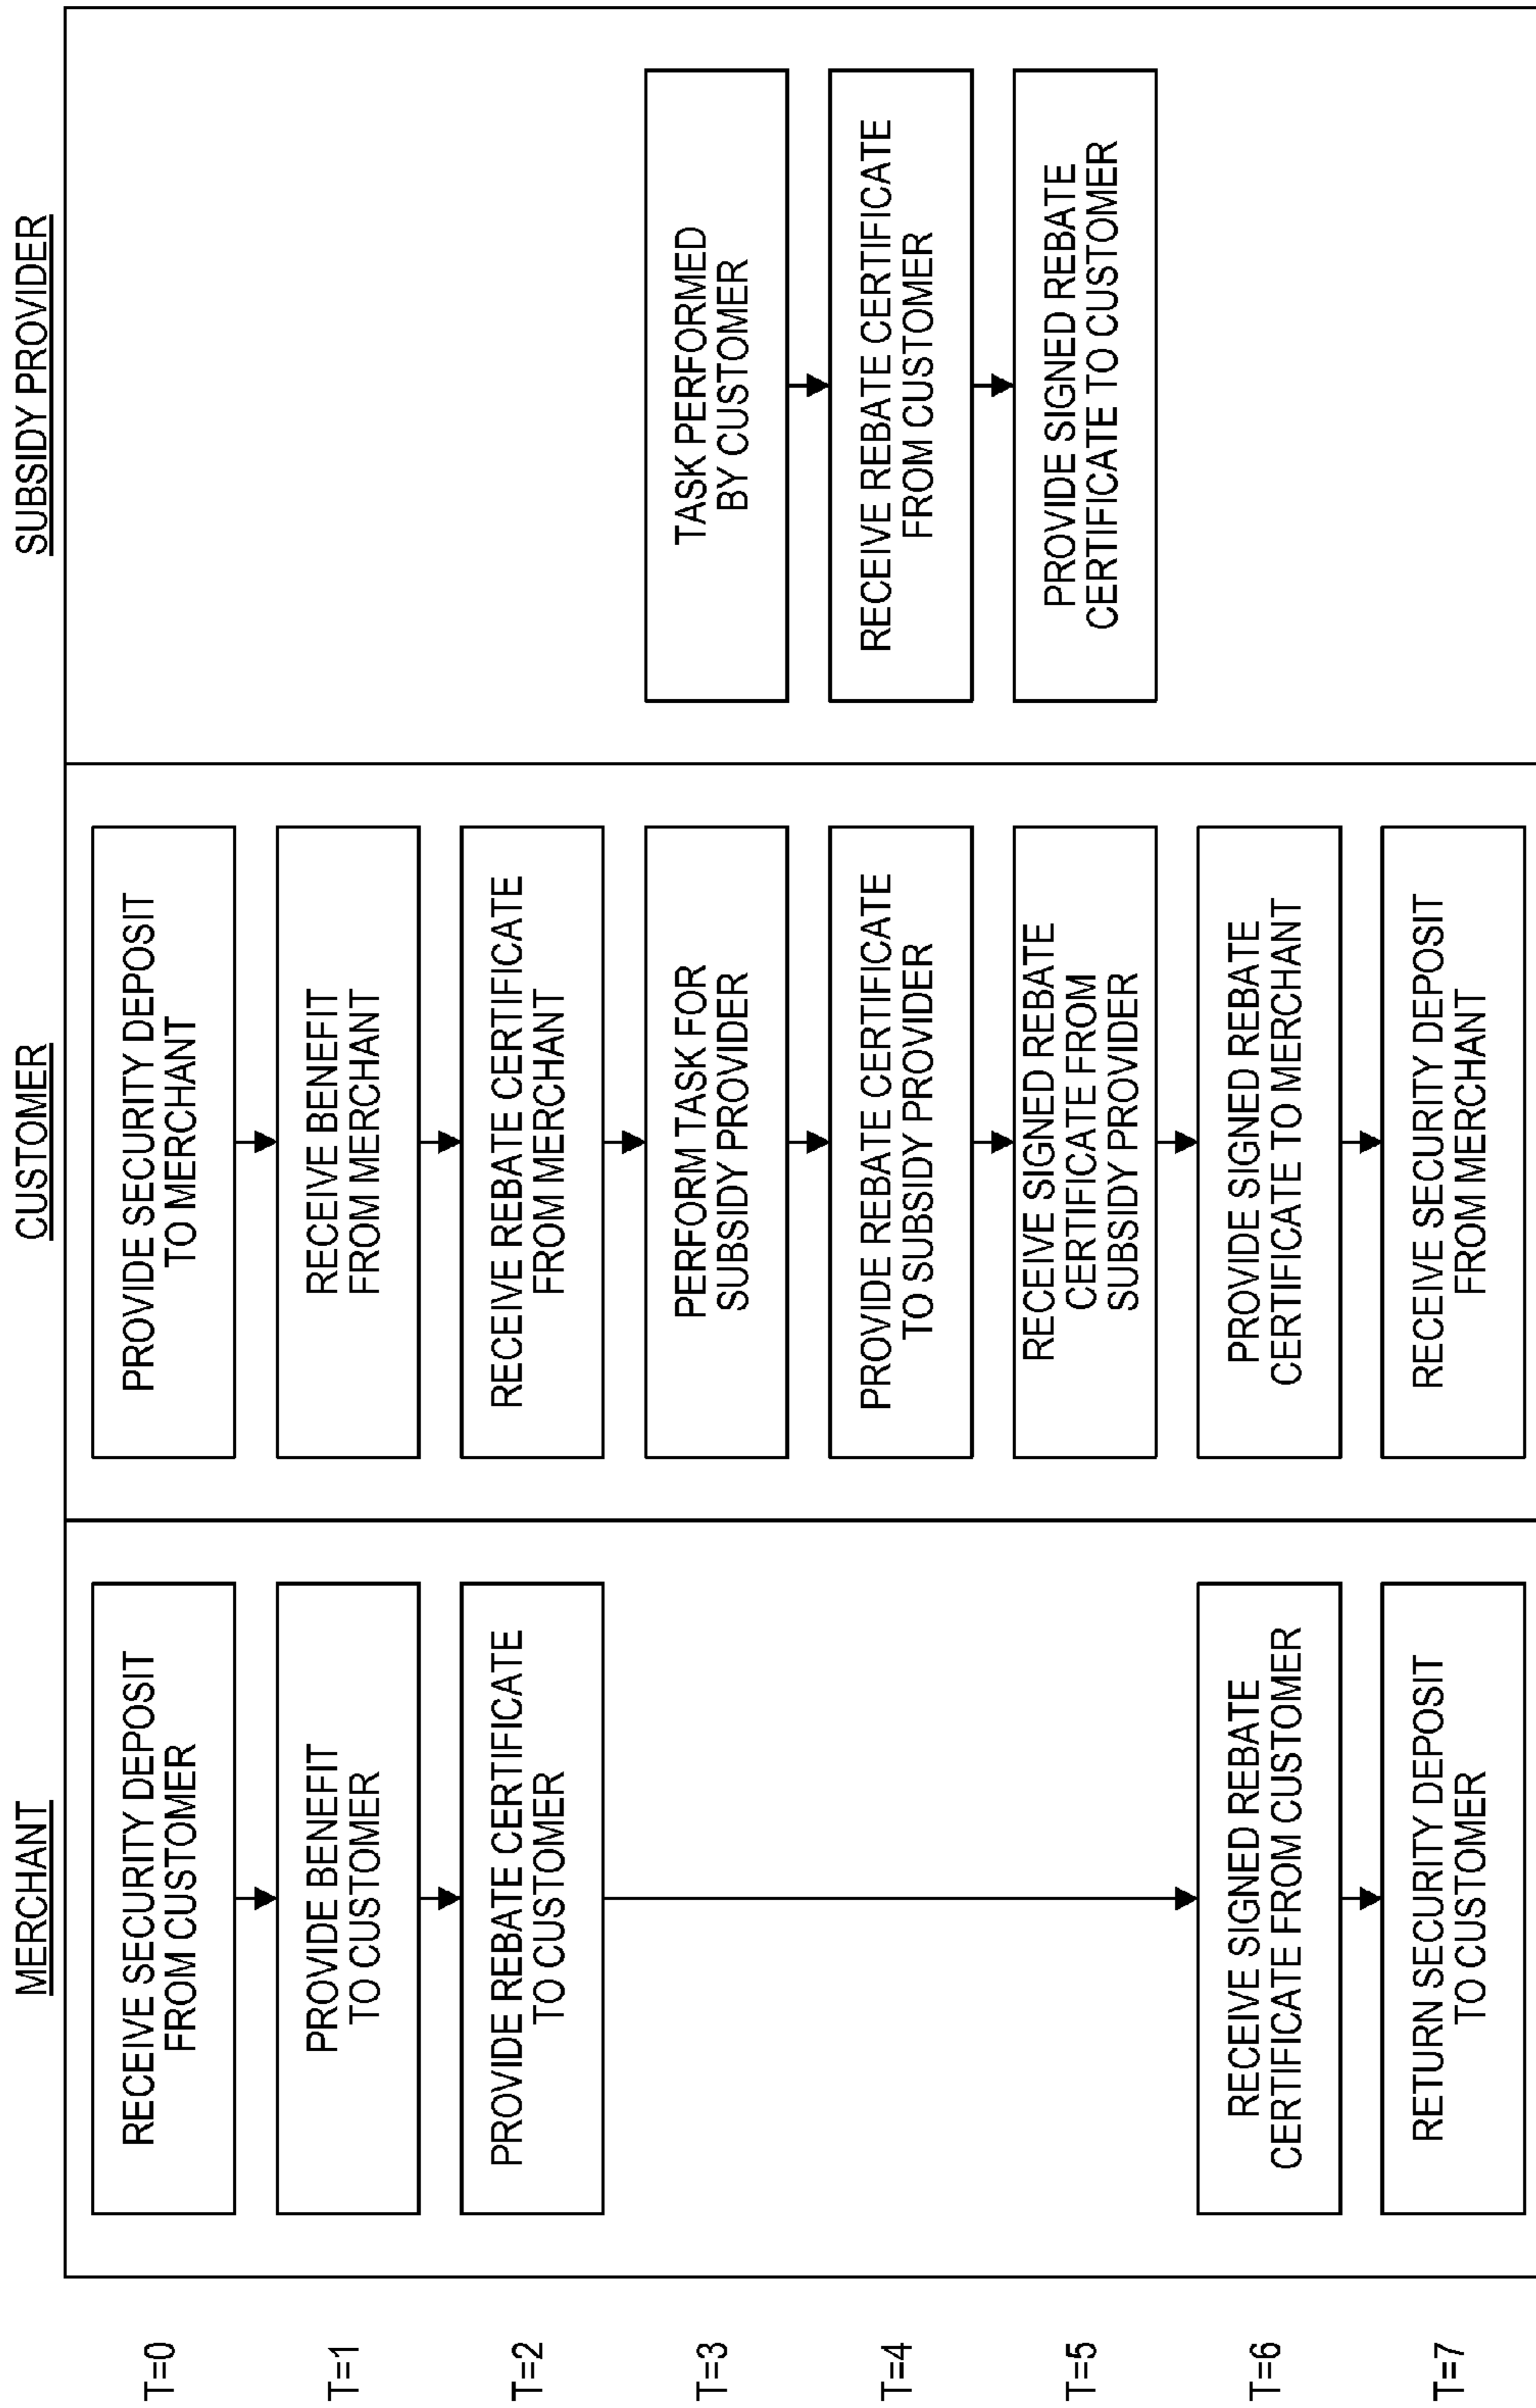 MERCHANT
CUSTOMER
SUBSIDY PROVIDER
T=0
RECEIVE SECURITY DEPOSIT
FROM CUSTOMER
PROVIDE SECURITY DEPOSIT
TO MERCHANT
T=1
PROVIDE BENEFIT
TO CUSTOMER
RECEIVE BENEFIT
FROM MERCHANT
T=2
PROVIDE REBATE CERTIFICATE
TO CUSTOMER
RECEIVE REBATE CERTIFICATE
FROM MERCHANT
T=3
PERFORM TASK FOR
SUBSIDY PROVIDER
TASK PERFORMED
BY CUSTOMER
T=4
PROVIDE REBATE CERTIFICATE
TO SUBSIDY PROVIDER
RECEIVE REBATE CERTIFICATE
FROM CUSTOMER
T=5
RECEIVE SIGNED REBATE
CERTIFICATE FROM
SUBSIDY PROVIDER
PROVIDE SIGNED REBATE
CERTIFICATE TO CUSTOMER
T=6
RECEIVE SIGNED REBATE
CERTIFICATE FROM CUSTOMER
PROVIDE SIGNED REBATE
CERTIFICATE TO MERCHANT
T=7
RETURN SECURITY DEPOSIT
TO CUSTOMER
RECEIVE SECURITY DEPOSIT
FROM MERCHANT